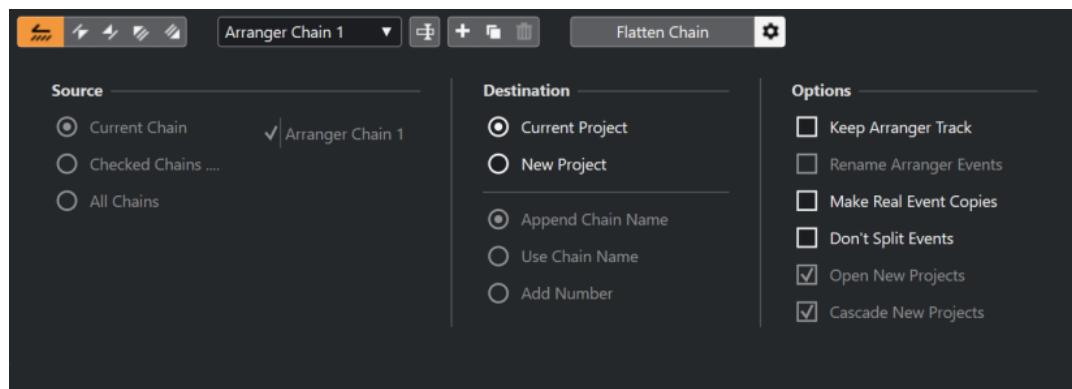 Arranger Chain 1
Flatten Chain
Source
Current Chain
Arranger Chain 1
Checked Chains ....
All Chains
Destination
Current Project
New Project
Append Chain Name
Use Chain Name
Add Number
Options
Keep Arranger Track
Rename Arranger Events
Make Real Event Copies
Don't Split Events
Open New Projects
Cascade New Projects